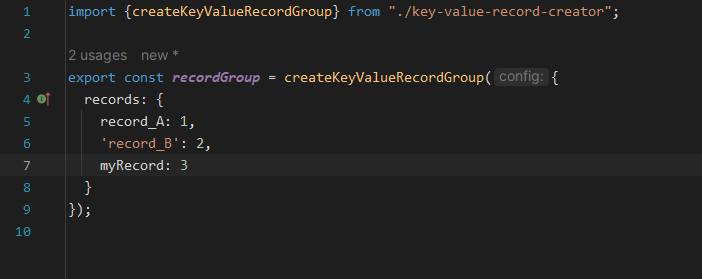 1 import {createKeyValueRecordGroup} from "./key-value-record-creator";
2
2 usages new *
3 export const recordGroup = createKeyValueRecordGroup( config: {
4 records: {
5 record_A: 1,
6 'record_B': 2,
7 myRecord: 3
8 }
9 });
10